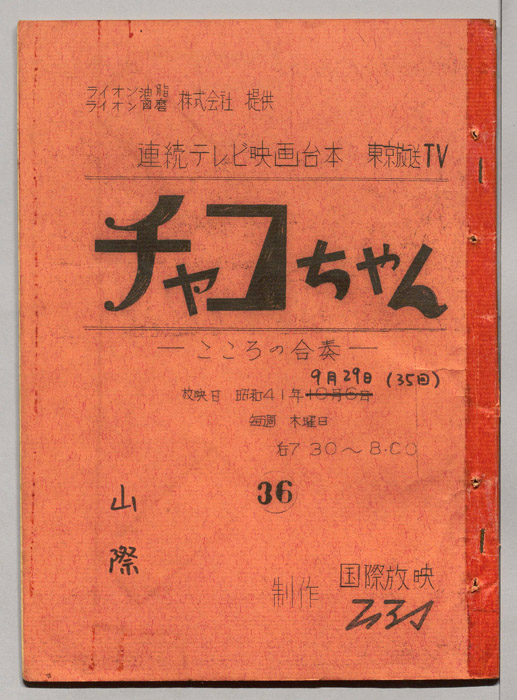 ライオン油脂
ライオン歯磨 株式会社 提供
連続テレビ映画台本 東京放送TV
チャコちゃん
―こころの合奏―
9月29日(35回)
放映日 昭和41年10月6日
毎週 木曜日
后7 30〜8.00
36
山際
制作 国際放映